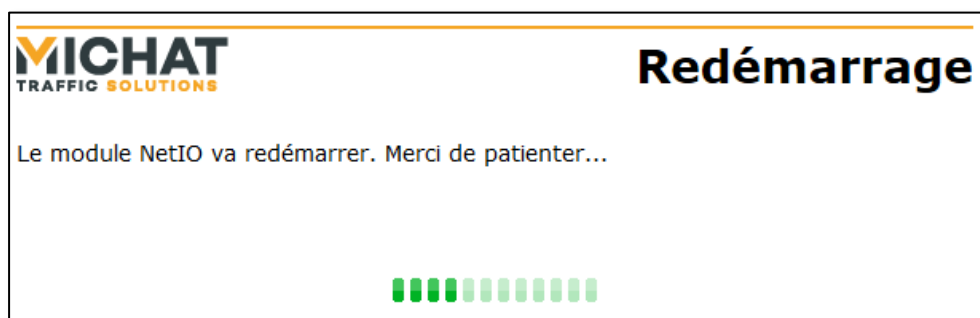 MICHAT
TRAFFIC SOLUTIONS
Redémarrage
Le module NetIO va redémarrer. Merci de patienter...